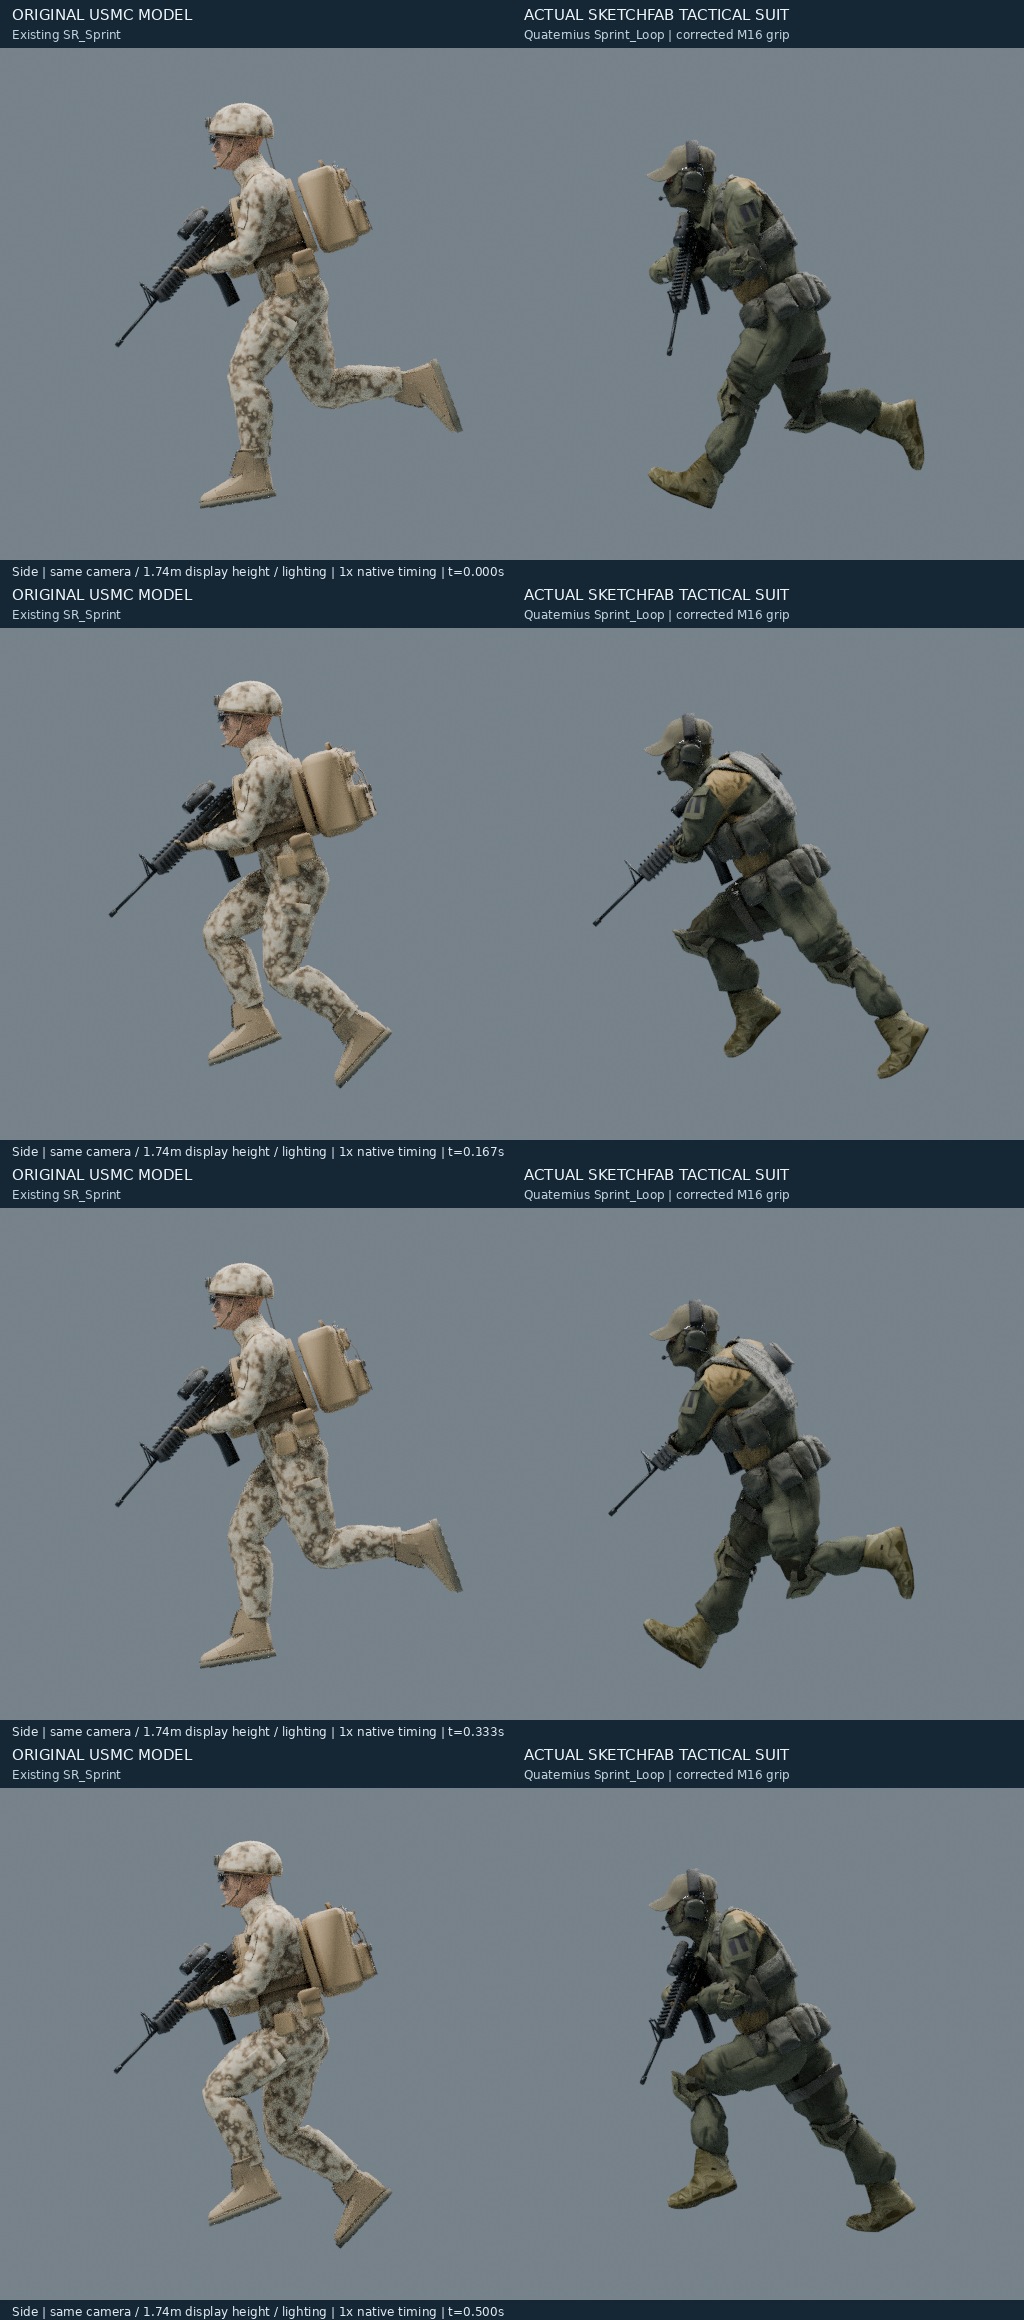 ORIGINAL USMC MODEL
Existing SR_Sprint
ACTUAL SKETCHFAB TACTICAL SUIT
Quaternius Sprint_Loop | corrected M16 grip
Side | same camera / 1.74m display height / lighting | 1x native timing | t=0.000s
ORIGINAL USMC MODEL
Existing SR_Sprint
ACTUAL SKETCHFAB TACTICAL SUIT
Quaternius Sprint_Loop | corrected M16 grip
Side | same camera / 1.74m display height / lighting | 1x native timing | t=0.167s
ORIGINAL USMC MODEL
Existing SR_Sprint
ACTUAL SKETCHFAB TACTICAL SUIT
Quaternius Sprint_Loop | corrected M16 grip
Side | same camera / 1.74m display height / lighting | 1x native timing | t=0.333s
ORIGINAL USMC MODEL
Existing SR_Sprint
ACTUAL SKETCHFAB TACTICAL SUIT
Quaternius Sprint_Loop | corrected M16 grip
Side | same camera / 1.74m display height / lighting | 1x native timing | t=0.500s